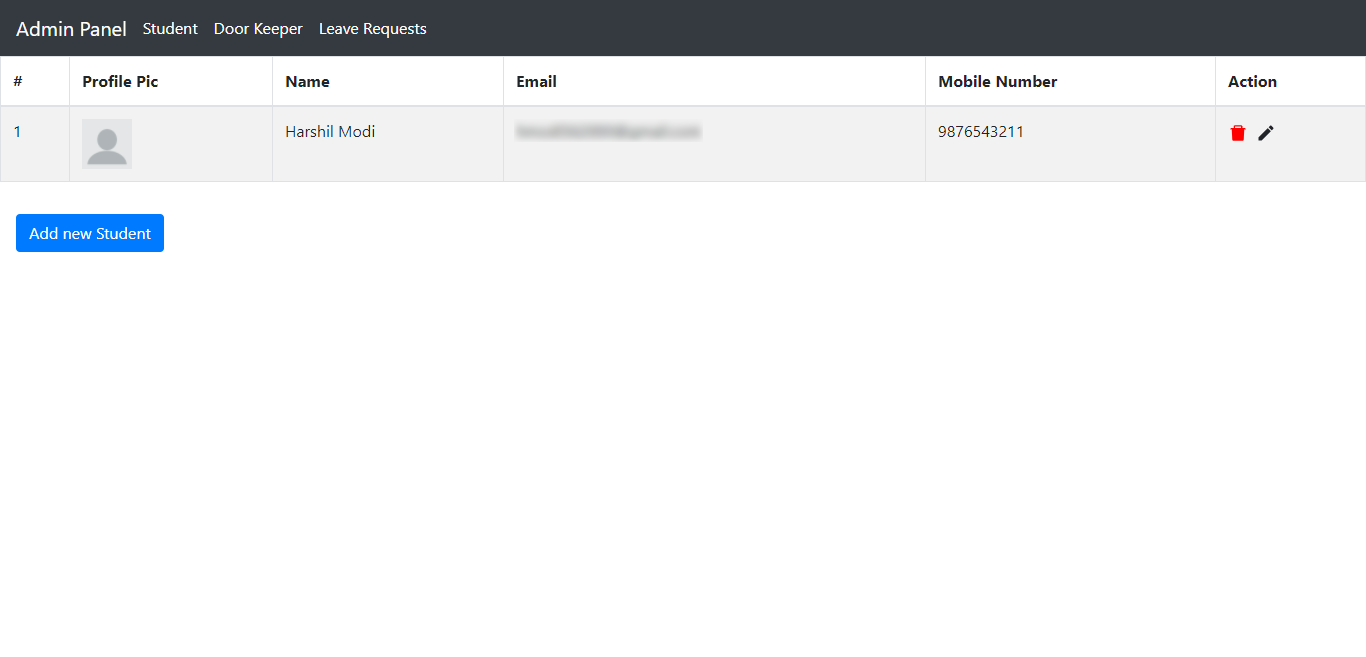 Admin Panel Student Door Keeper Leave Requests
# Profile Pic Name Email Mobile Number Action
1 Harshil Modi 9876543211
Add new Student